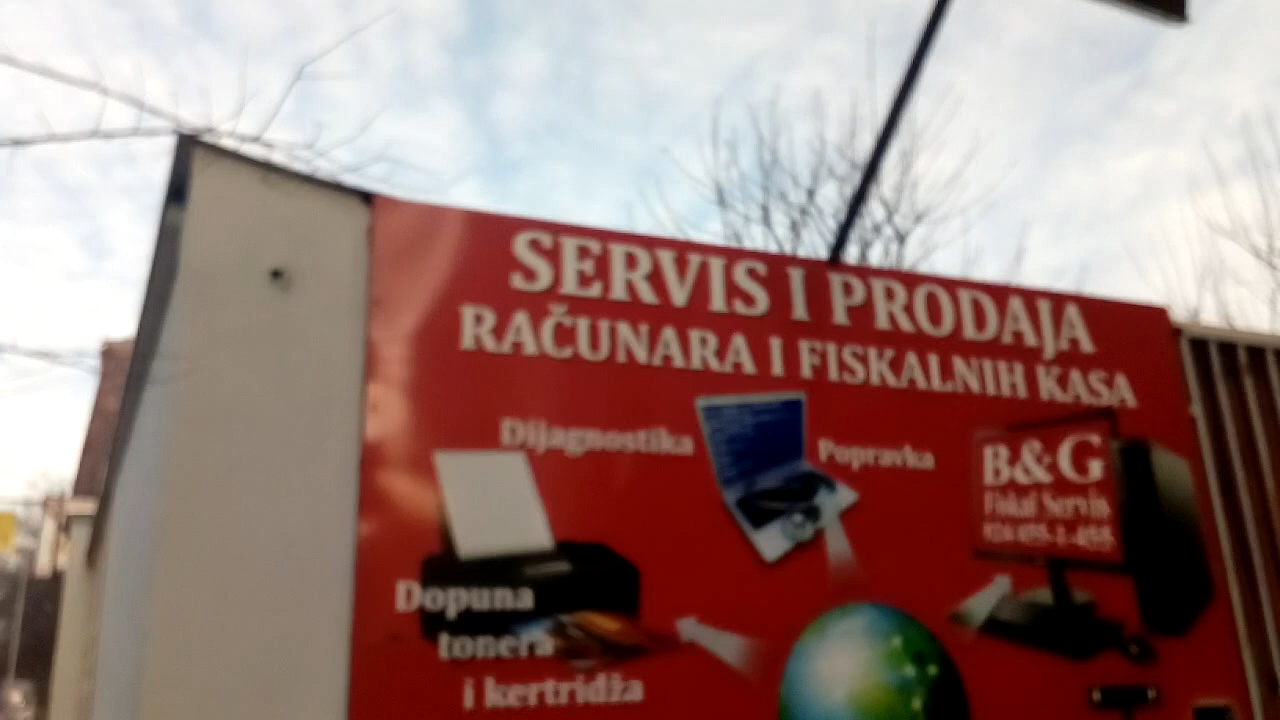 SERVIS I PRODAJA
RAČUNARA I FISKALNIH KASA
Dijagnostika
Popravka
B&G
Fiskal Servis
Dopuna
tonera
i kertridža